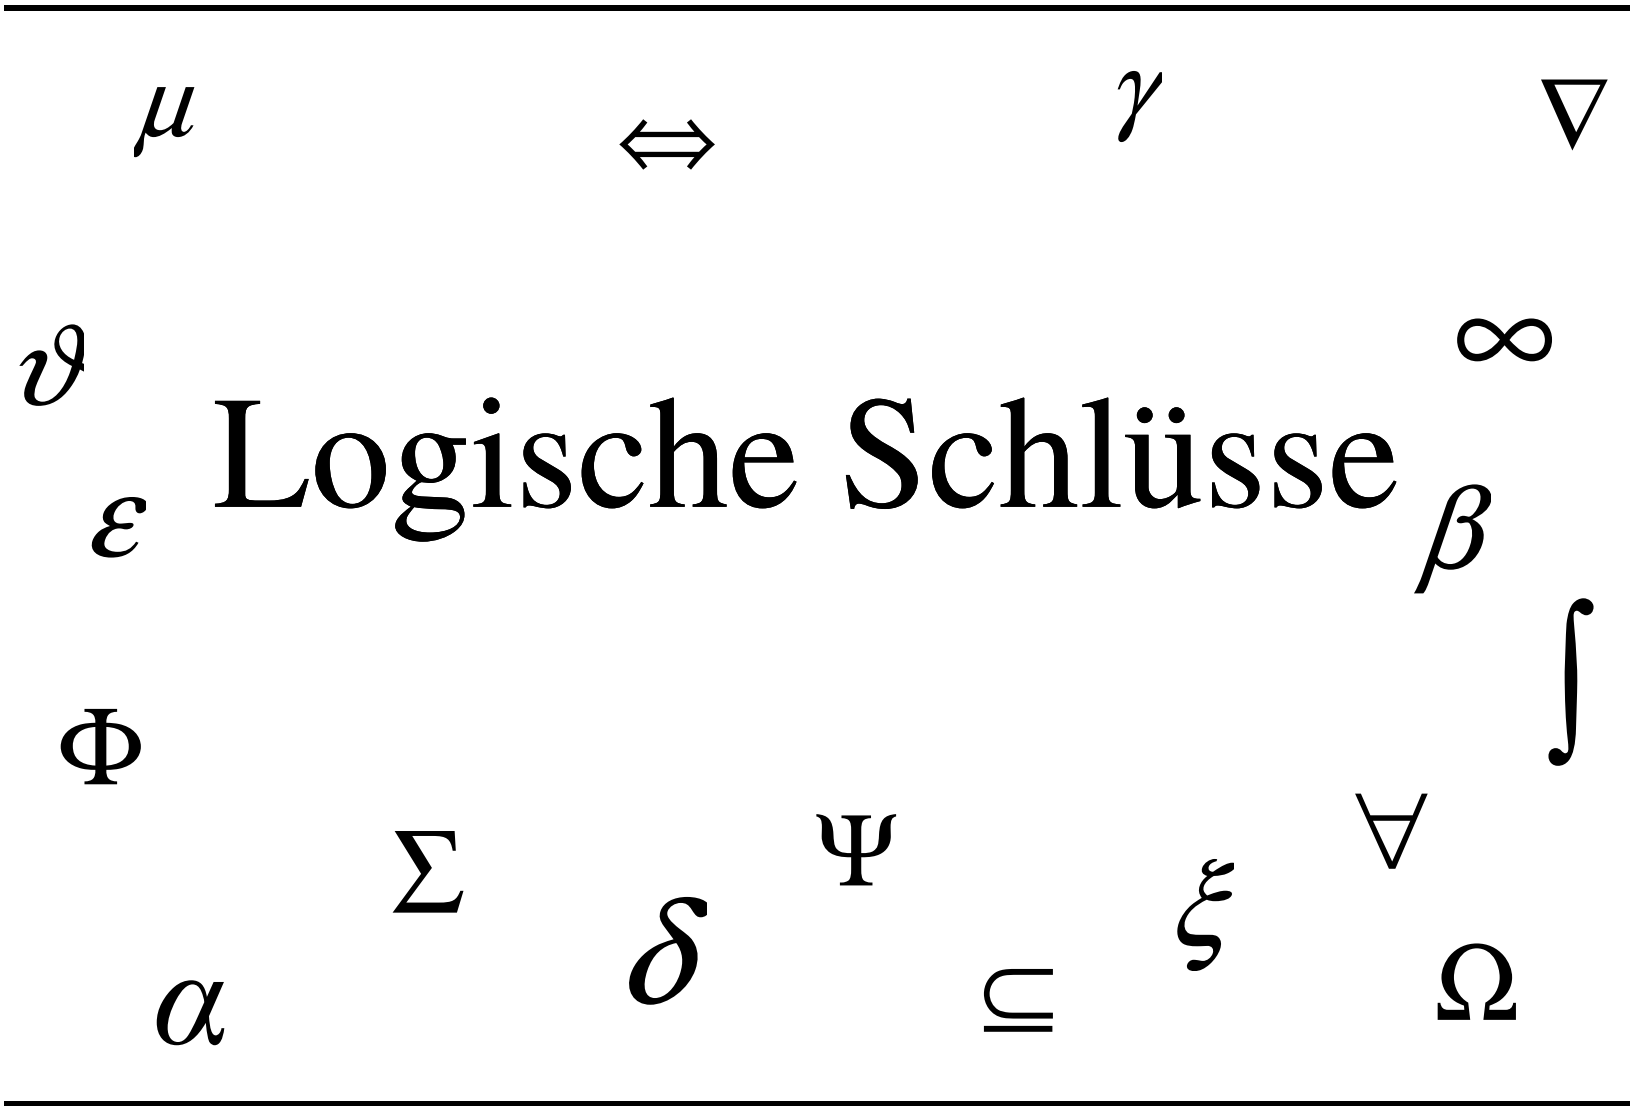 μ ⇔ γ ∇
ϑ ∞
Logische Schlüsse
ε β
∫
Φ
Σ Ψ ∀
δ ξ
α ⊆ Ω